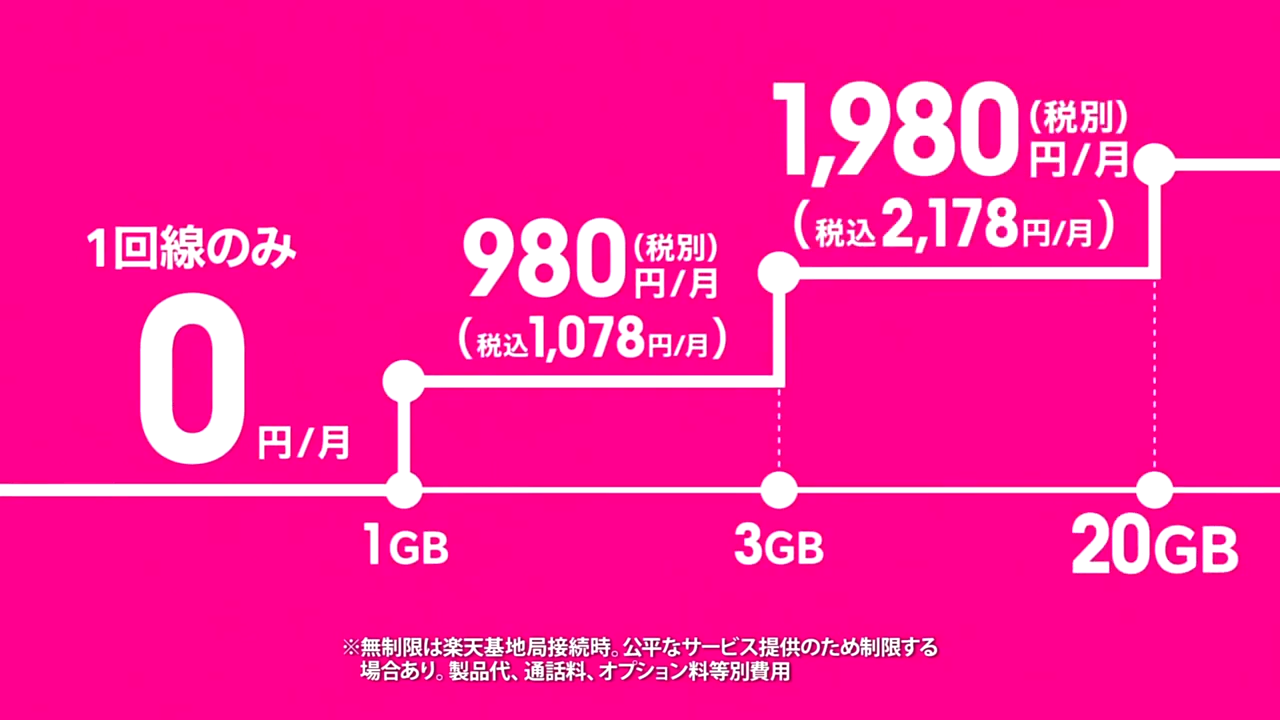 1回線のみ
0円/月
980(税別)円/月
(税込1,078円/月)
1,980(税別)円/月
(税込2,178円/月)
1GB
3GB
20GB
※無制限は楽天基地局接続時。公平なサービス提供のため制限する
場合あり。製品代、通話料、オプション料等別費用